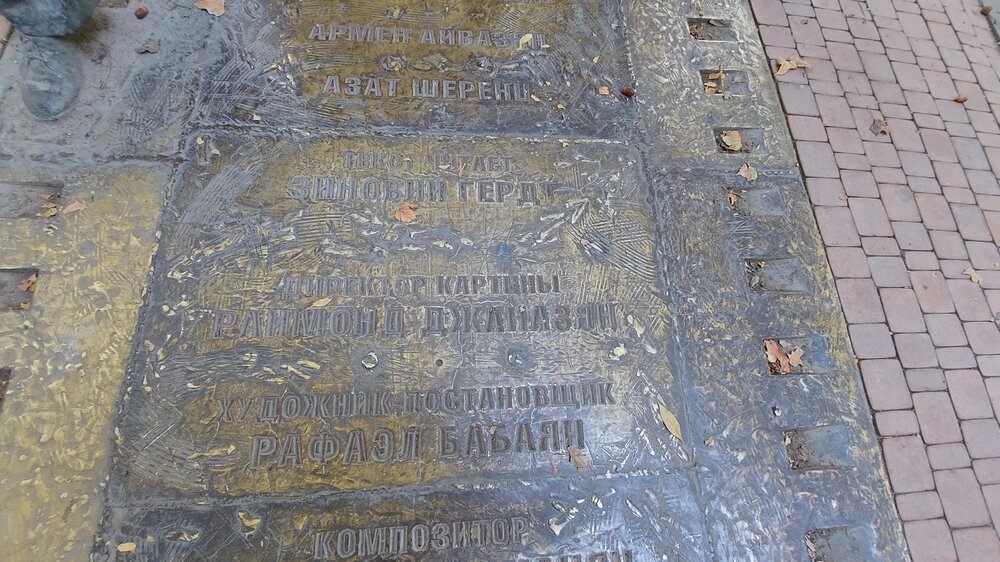 АРМЕН АЙВАЗЯН
АЗАТ ШЕРЕНЦ
ТЕКСТ ЧИТАЕТ
ЗИНОВИЙ ГЕРДТ
ДИРЕКТОР КАРТИНЫ
РАЙМОНД ДЖАНАЗЯН
ХУДОЖНИК-ПОСТАНОВЩИК
РАФАЭЛ БАБАЯН
КОМПОЗИТОР